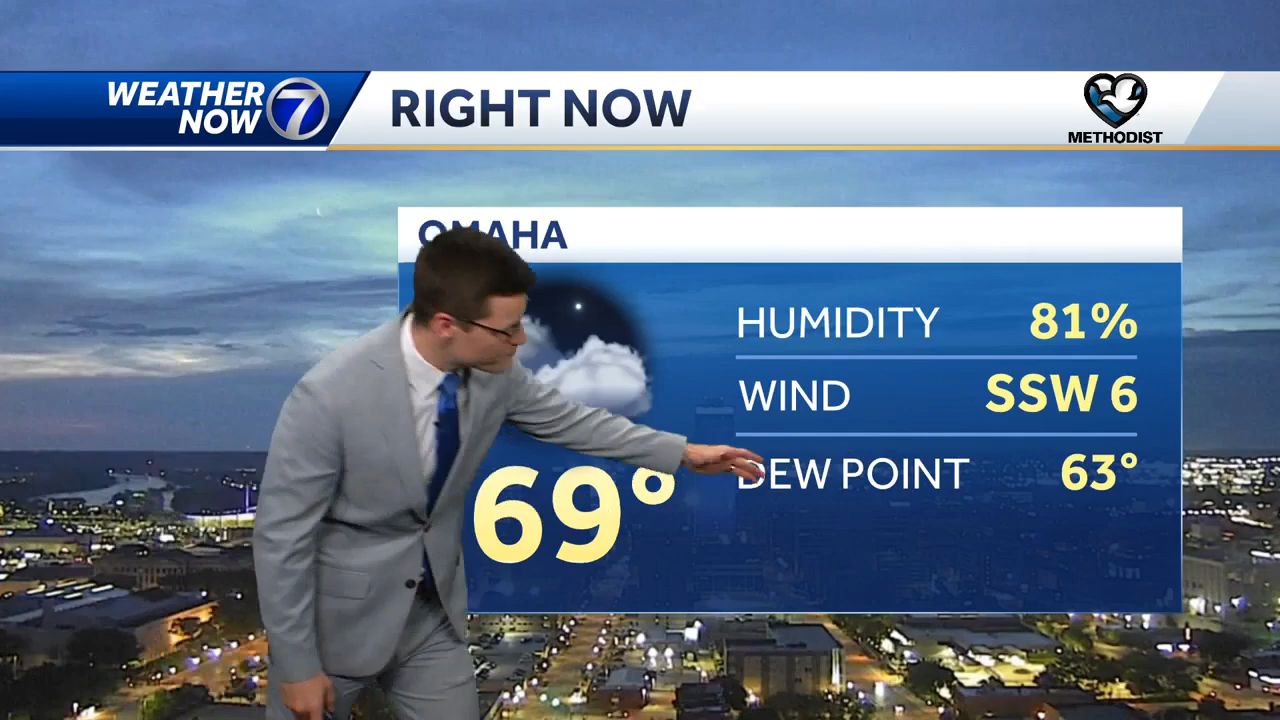 WEATHER
NOW 7
RIGHT NOW
METHODIST
OMAHA
HUMIDITY 81%
WIND SSW 6
DEW POINT 63°
69°